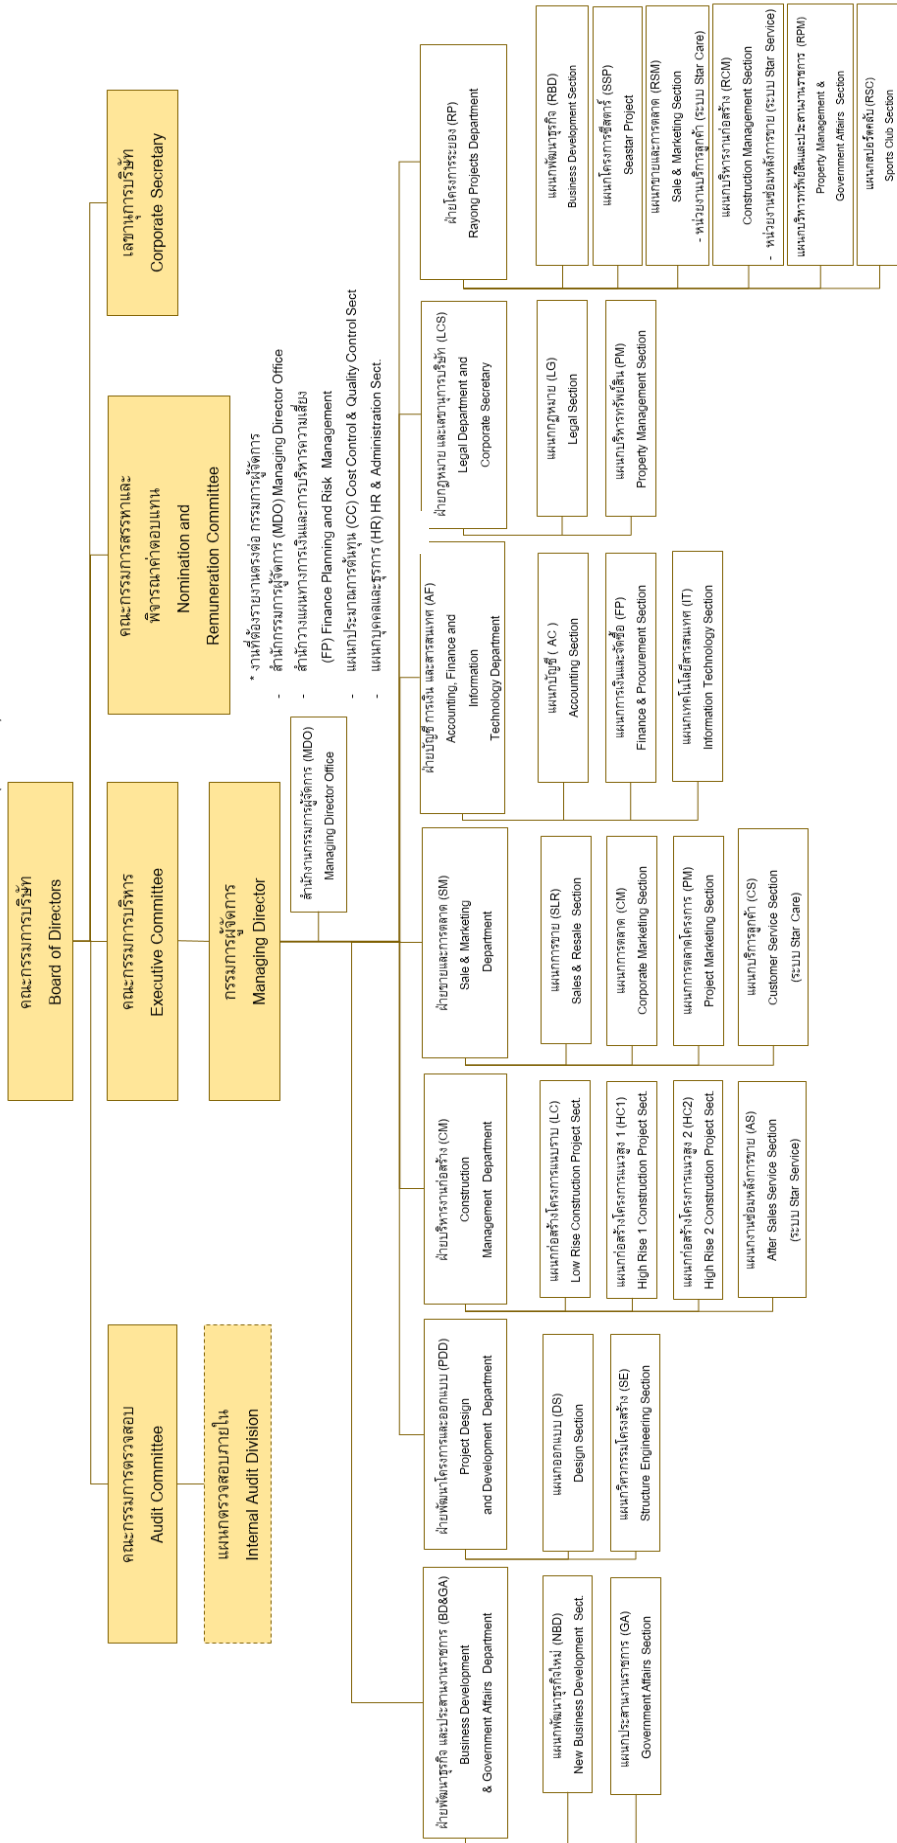 คณะกรรมการบริษัท
Board of Directors
คณะกรรมการตรวจสอบ
Audit Committee
คณะกรรมการบริหาร
Executive Committee
คณะกรรมการสรรหาและ
พิจารณาค่าตอบแทน
Nomination and
Remuneration Committee
เลขานุการบริษัท
Corporate Secretary
แผนกตรวจสอบภายใน
Internal Audit Division
กรรมการผู้จัดการ
Managing Director
* งานที่ต้องรายงานตรงต่อ กรรมการผู้จัดการ
- สำนักกรรมการผู้จัดการ (MDO) Managing Director Office
- สำนักวางแผนทางการเงินและการบริหารความเสี่ยง
(FP) Finance Planning and Risk Management
- แผนกประมาณการต้นทุน (CC) Cost Control & Quality Control Sect
- แผนกบุคคลและธุรการ (HR) HR & Administration Sect.
สำนักงานกรรมการผู้จัดการ (MDO)
Managing Director Office
ฝ่ายพัฒนาธุรกิจ และประสานงานราชการ (BD&GA)
Business Development
& Government Affairs Department
แผนกพัฒนาธุรกิจใหม่ (NBD)
New Business Development Sect.
แผนกประสานงานราชการ (GA)
Government Affairs Section
ฝ่ายพัฒนาโครงการและออกแบบ (PDD)
Project Design
and Development Department
แผนกออกแบบ (DS)
Design Section
แผนกวิศวกรรมโครงสร้าง (SE)
Structure Engineering Section
ฝ่ายบริหารงานก่อสร้าง (CM)
Construction
Management Department
แผนกก่อสร้างโครงการแนบราบ (LC)
Low Rise Construction Project Sect.
แผนกก่อสร้างโครงการแนวสูง 1 (HC1)
High Rise 1 Construction Project Sect.
แผนกก่อสร้างโครงการแนวสูง 2 (HC2)
High Rise 2 Construction Project Sect.
แผนกงานซ่อมหลังการขาย (AS)
After Sales Service Section
(ระบบ Star Service)
ฝ่ายขายและการตลาด (SM)
Sale & Marketing
Department
แผนกการขาย (SLR)
Sales & Resale Section
แผนกการตลาด (CM)
Corporate Marketing Section
แผนกการตลาดโครงการ (PM)
Project Marketing Section
แผนกบริการลูกค้า (CS)
Customer Service Section
(ระบบ Star Care)
ฝ่ายบัญชี การเงิน และสารสนเทศ (AF)
Accounting, Finance and
Information
Technology Department
แผนกบัญชี ( AC )
Accounting Section
แผนกการเงินและจัดซื้อ (FP)
Finance & Procurement Section
แผนกเทคโนโลยีสารสนเทศ (IT)
Information Technology Section
ฝ่ายกฎหมาย และเลขานุการบริษัท (LCS)
Legal Department and
Corporate Secretary
แผนกกฎหมาย (LG)
Legal Section
แผนกบริหารทรัพย์สิน (PM)
Property Management Section
ฝ่ายโครงการระยอง (RP)
Rayong Projects Department
แผนกพัฒนาธุรกิจ (RBD)
Business Development Section
แผนกโครงการซีสตาร์ (SSP)
Seastar Project
แผนกขายและการตลาด (RSM)
Sale & Marketing Section
- หน่วยงานบริการลูกค้า (ระบบ Star Care)
แผนกบริหารงานก่อสร้าง (RCM)
Construction Management Section
- หน่วยงานซ่อมหลังการขาย (ระบบ Star Service)
แผนกบริหารทรัพย์สินและประสานงานราชการ (RPM)
Property Management &
Government Affairs Section
แผนกสปอร์ตคลับ (RSC)
Sports Club Section